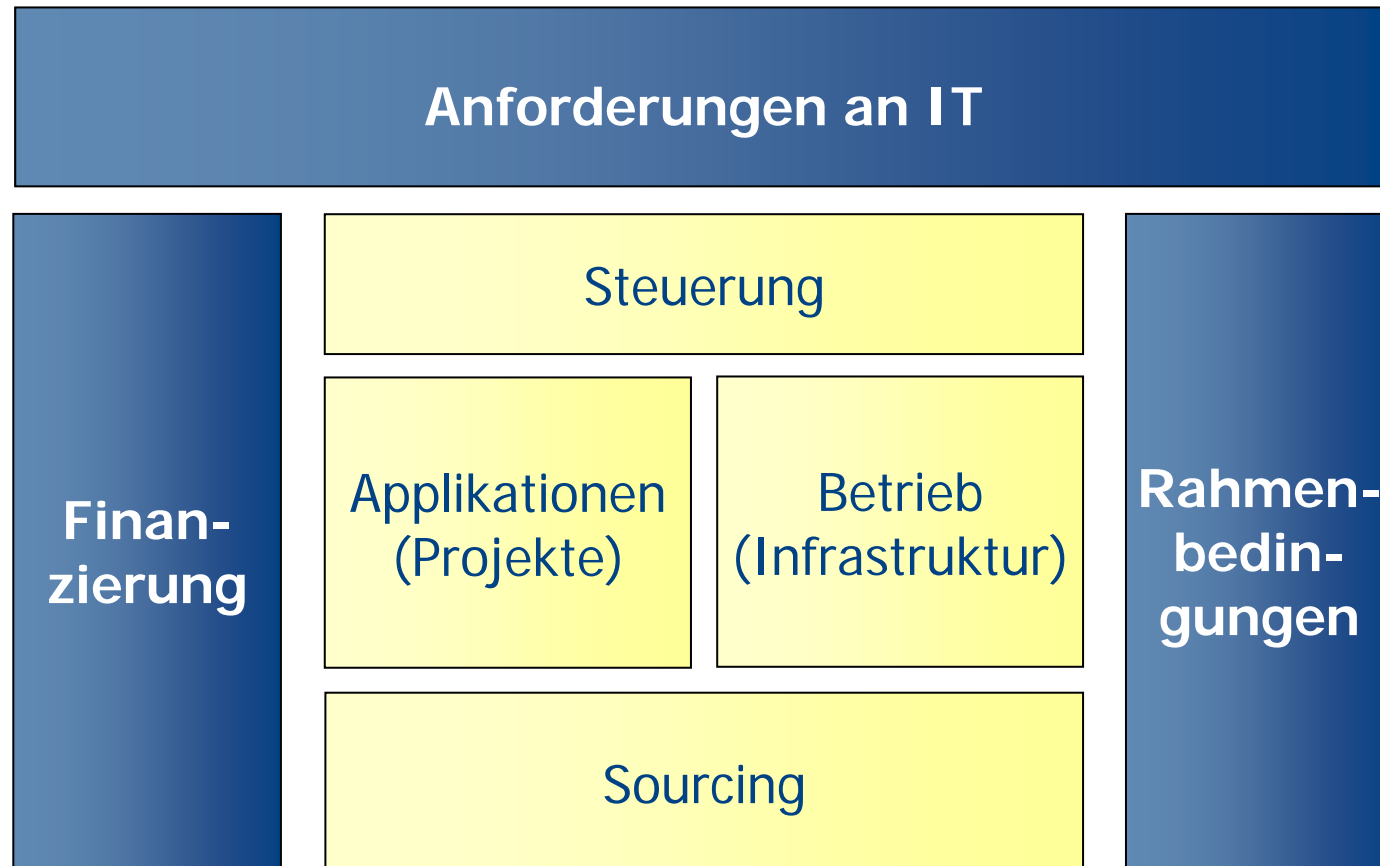 Anforderungen an IT
Steuerung
Finan-
zierung
Applikationen
(Projekte)
Betrieb
(Infrastruktur)
Rahmen-
bedin-
gungen
Sourcing